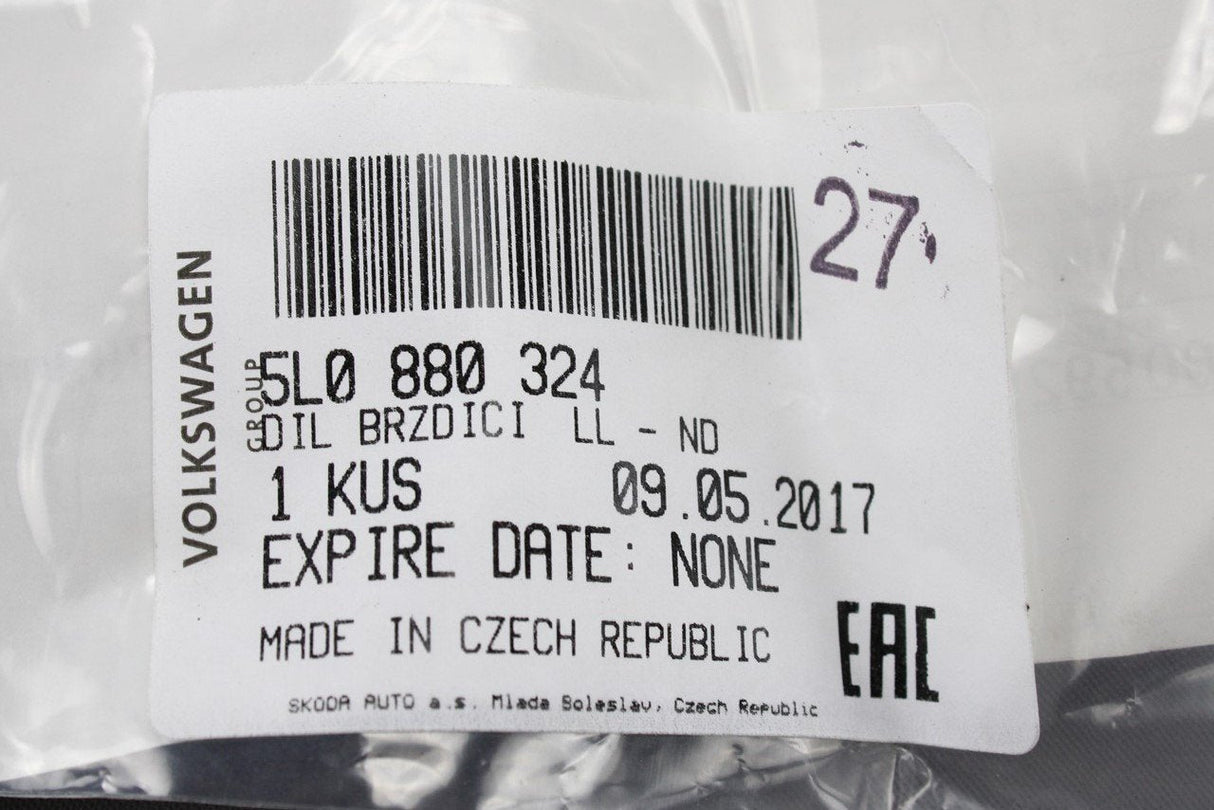 27
VOLKSWAGEN
GROUP
5L0 880 324
DIL BRZDICI LL - ND
1 KUS 09.05.2017
EXPIRE DATE: NONE
MADE IN CZECH REPUBLIC
EAC
SKODA AUTO a.s. Mlada Boleslav, Czech Republic